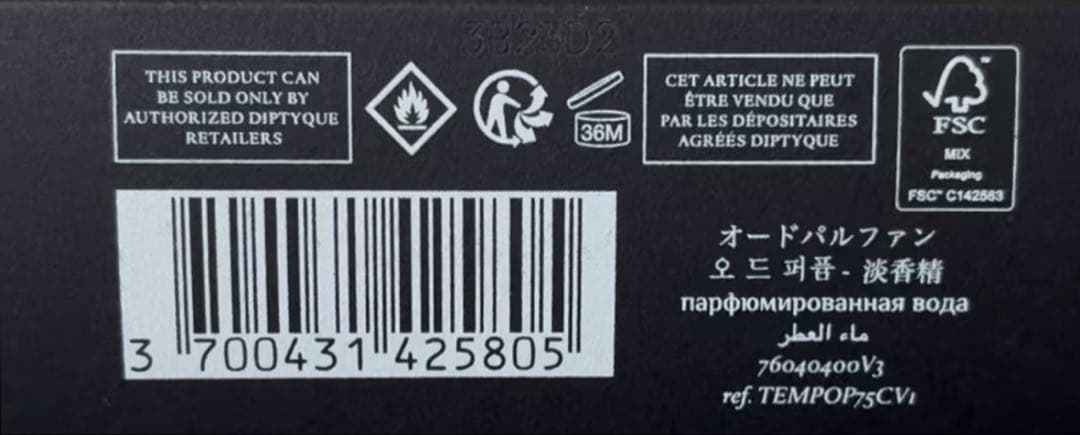 3B23D2
THIS PRODUCT CAN
BE SOLD ONLY BY
AUTHORIZED DIPTYQUE
RETAILERS
36M
CET ARTICLE NE PEUT
ÊTRE VENDU QUE
PAR LES DÉPOSITAIRES
AGRÉÉS DIPTYQUE
FSC
MIX
Packaging
FSC™ C142563
3 700431 425805
オードパルファン
오 드 퍼퓸 - 淡香精
парфюмированная вода
ماء العطر
76040400V3
ref. TEMPOP75CV1